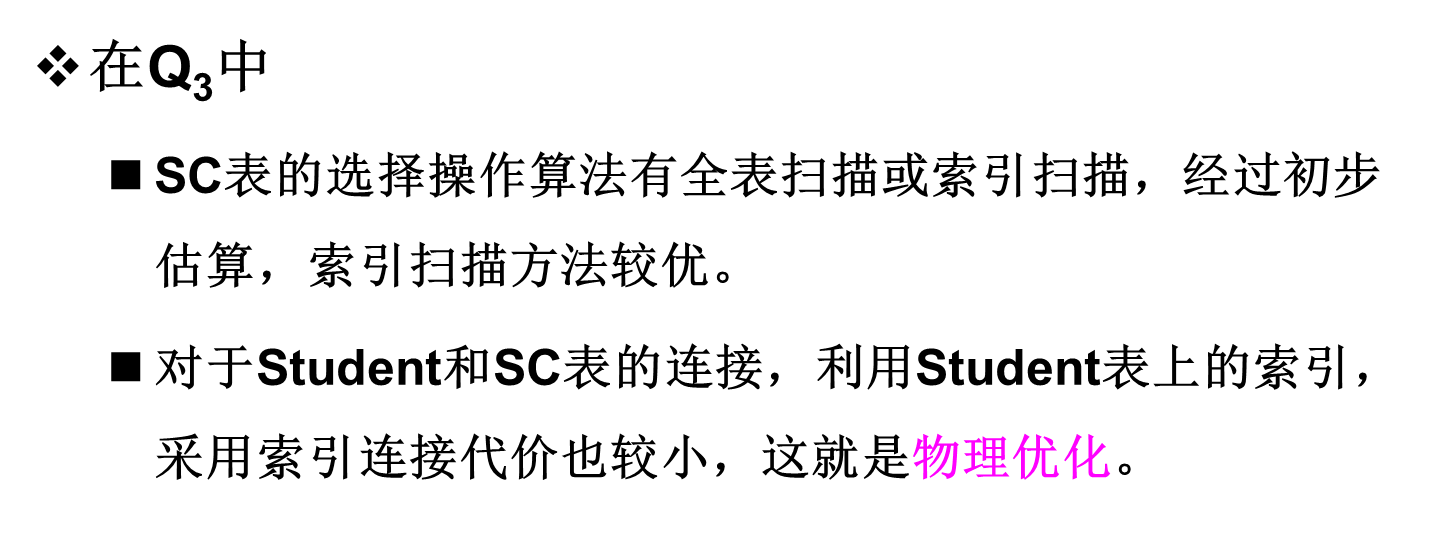 ❖在Q₃中
■SC表的选择操作算法有全表扫描或索引扫描，经过初步
估算，索引扫描方法较优。
■对于Student和SC表的连接，利用Student表上的索引，
采用索引连接代价也较小，这就是物理优化。